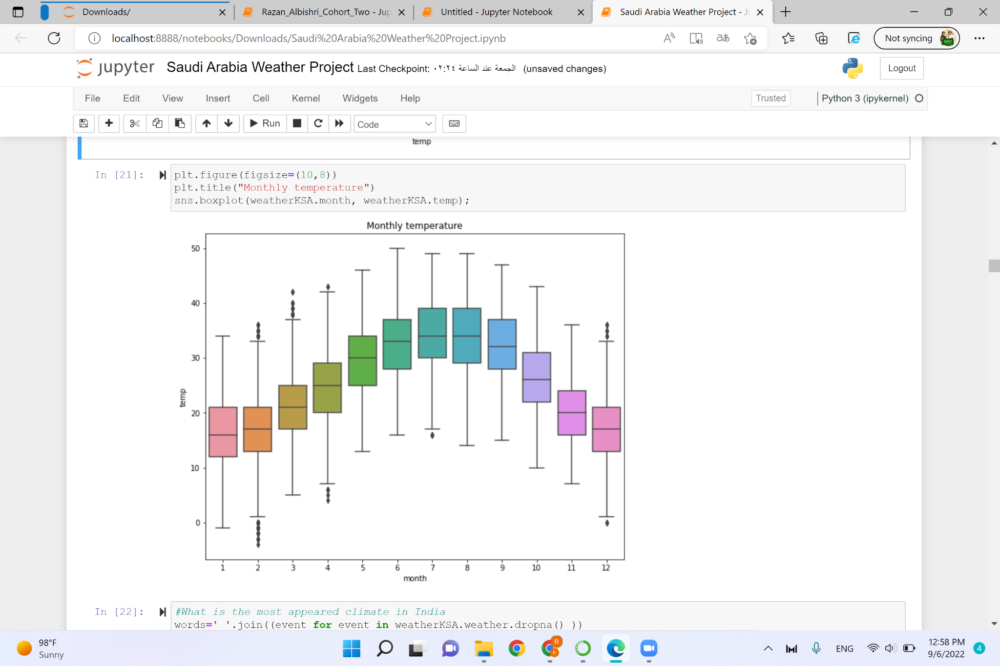 Downloads/
Razan_Albishri_Cohort_Two - Jup
Untitled - Jupyter Notebook
Saudi Arabia Weather Project - Ju
localhost:8888/notebooks/Downloads/Saudi%20Arabia%20Weather%20Project.ipynb
Not syncing
jupyter Saudi Arabia Weather Project Last Checkpoint: الجمعة عند الساعة ٠٢:٢٤ (unsaved changes)
Logout
File Edit View Insert Cell Kernel Widgets Help
Trusted
Python 3 (ipykernel)
Run
Code
temp
In [21]:
plt.figure(figsize=(10,8))
plt.title("Monthly temperature")
sns.boxplot(weatherKSA.month, weatherKSA.temp);
Monthly temperature
50
40
30
20
10
0
temp
1 2 3 4 5 6 7 8 9 10 11 12
month
In [22]:
#What is the most appeared climate in India
words=' '.join((event for event in weatherKSA.weather.dropna() ))
98°F
Sunny
R
R
ENG
12:58 PM
9/6/2022
4